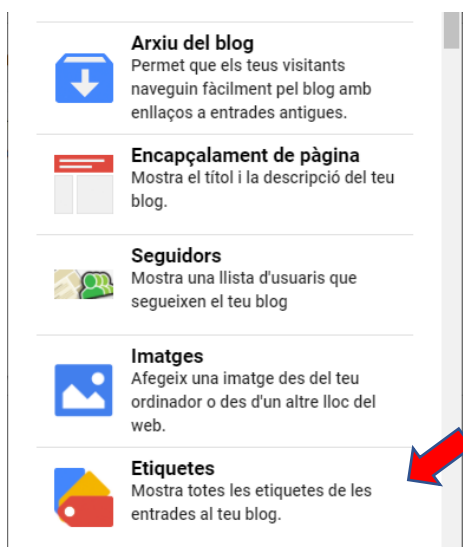 Arxiu del blog
Permet que els teus visitants
naveguin fàcilment pel blog amb
enllaços a entrades antigues.
Encapçalament de pàgina
Mostra el títol i la descripció del teu
blog.
Seguidors
Mostra una llista d'usuaris que
segueixen el teu blog
Imatges
Afegeix una imatge des del teu
ordinador o des d'un altre lloc del
web.
Etiquetes
Mostra totes les etiquetes de les
entrades al teu blog.